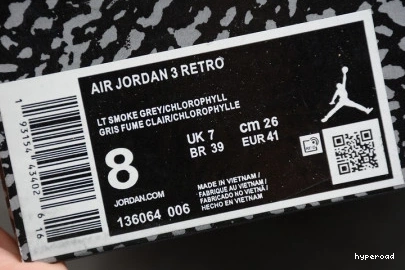 AIR JORDAN 3 RETRO
LT SMOKE GREY/CHLOROPHYLL
GRIS FUME CLAIR/CHLOROPHYLLE
8
UK 7
BR 39
cm 26
EUR 41
JORDAN.COM
136064 006
MADE IN VIETNAM /
FABRIQUE AU VIETNAM /
FABRICADO NO VIETNÃ /
HECHO EN VIETNAM
1 93154 43402 6 16
hyperoad